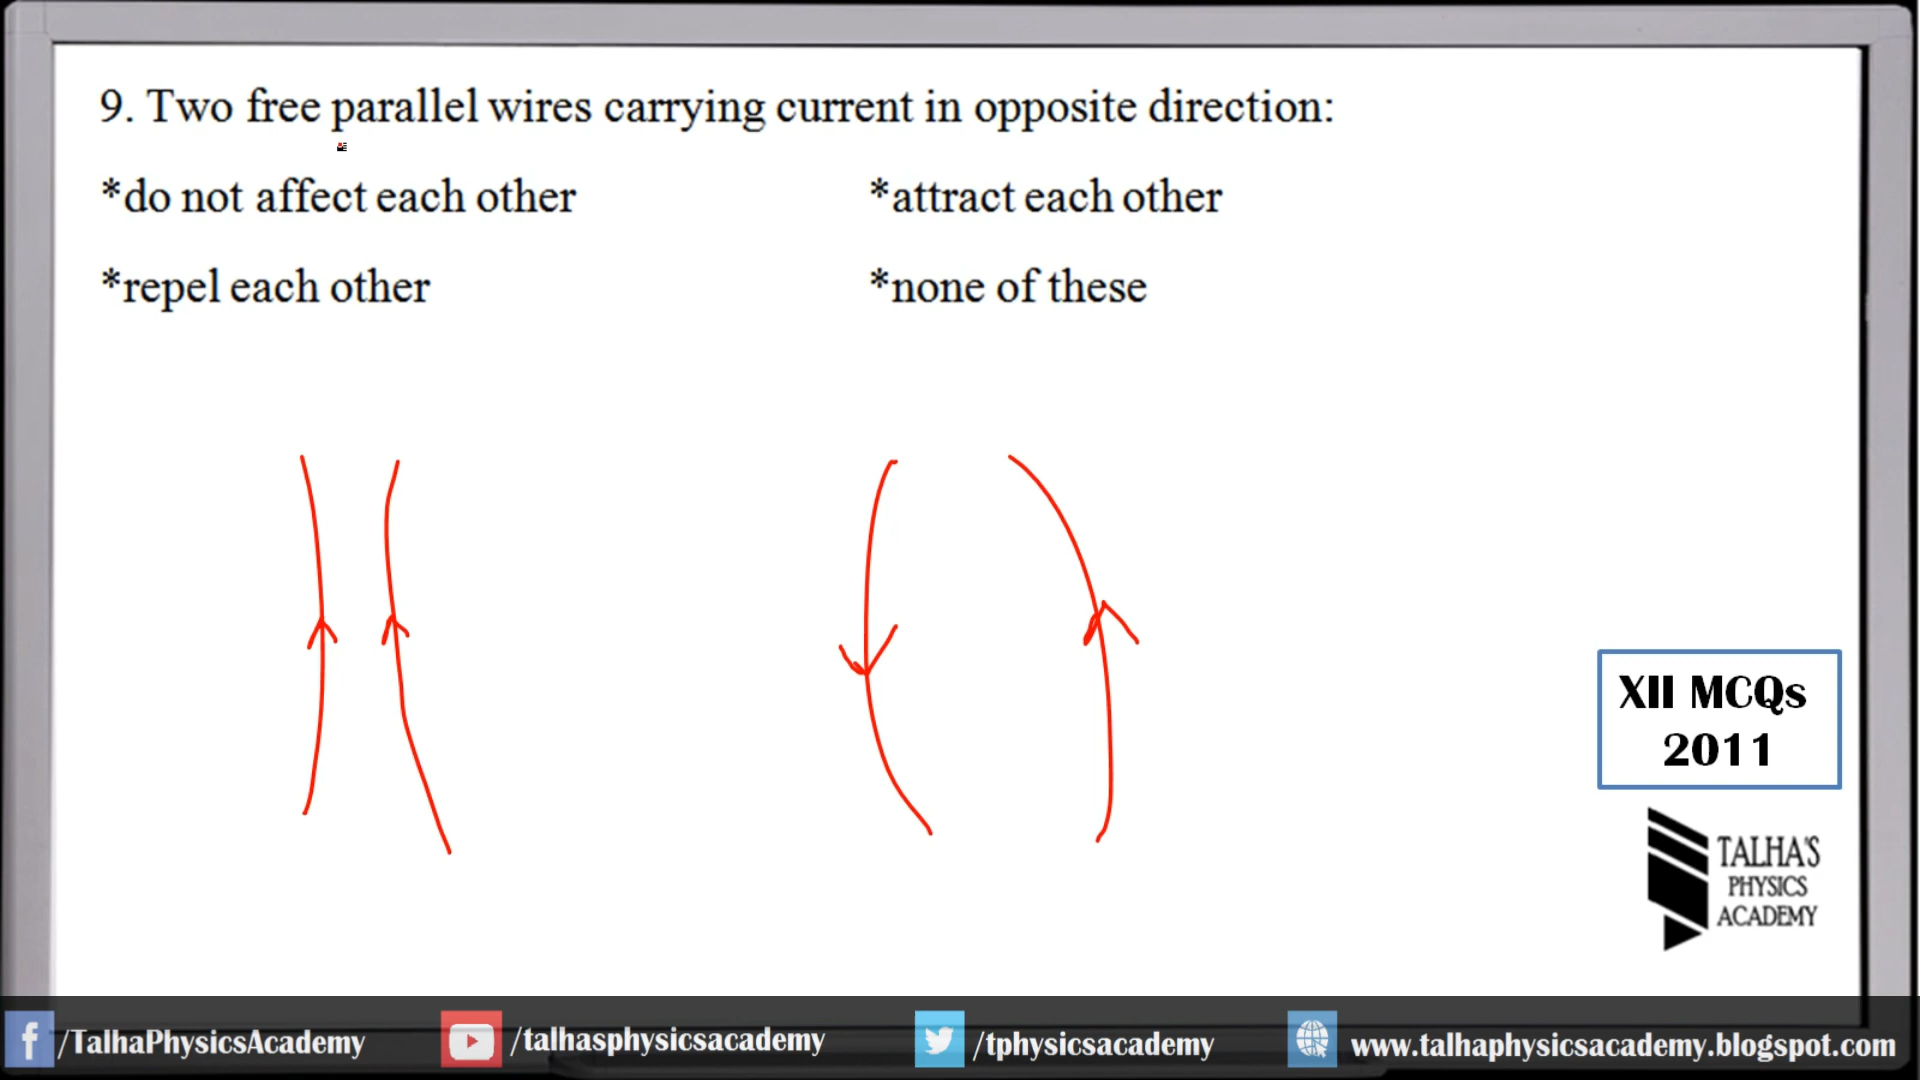 9. Two free parallel wires carrying current in opposite direction:
*do not affect each other *attract each other
*repel each other *none of these
XII MCQs
2011
TALHA'S
PHYSICS
ACADEMY
/TalhaPhysicsAcademy /talhasphysicsacademy /tphysicsacademy www.talhaphysicsacademy.blogspot.com